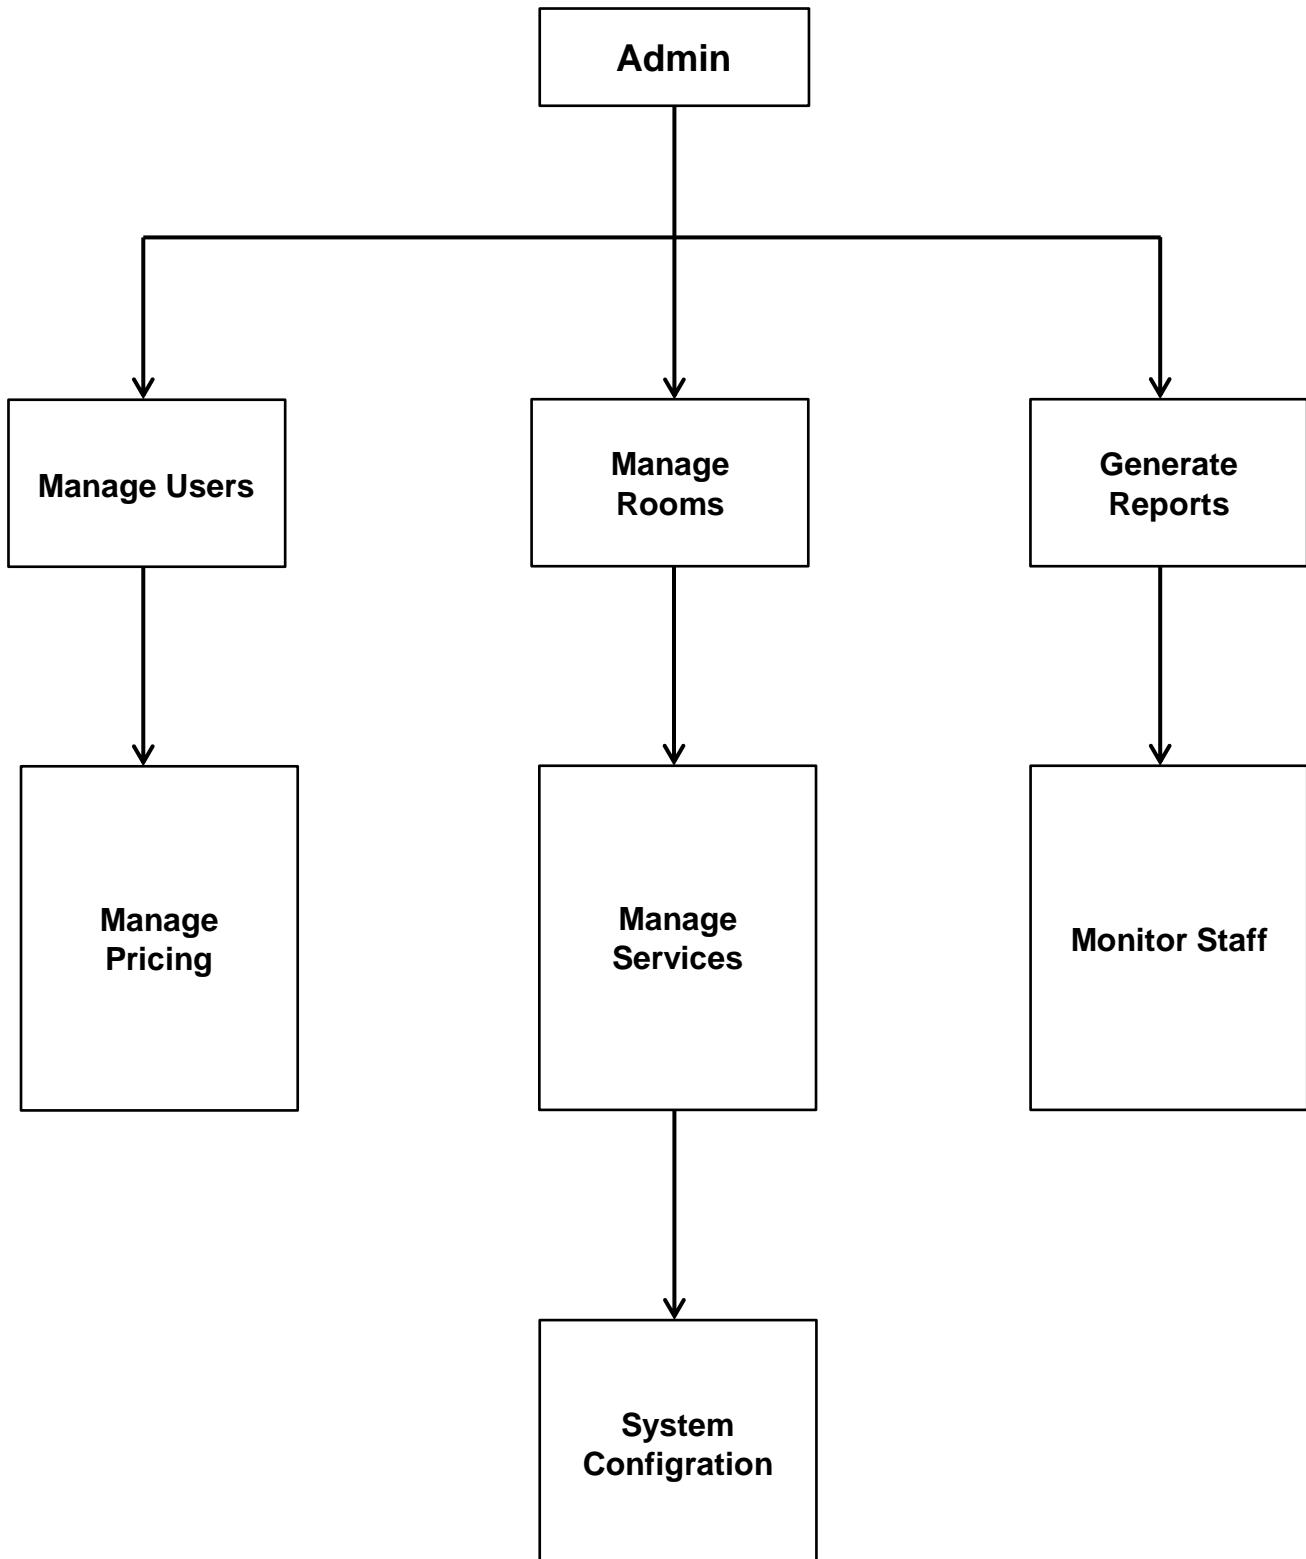 Admin
Manage Users
Manage
Rooms
Generate
Reports
Manage
Pricing
Manage
Services
Monitor Staff
System
Configration